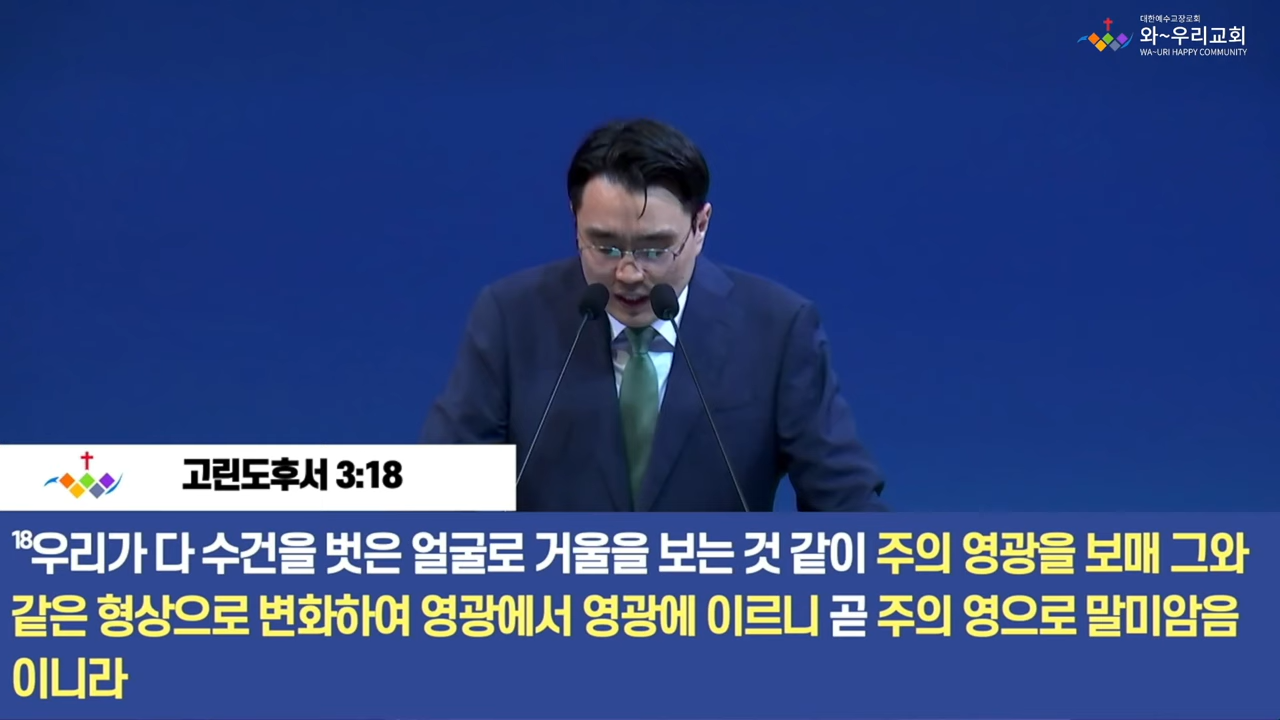 대한예수교장로회
와~우리교회
WA~URI HAPPY COMMUNITY
고린도후서 3:18
18우리가 다 수건을 벗은 얼굴로 거울을 보는 것 같이 주의 영광을 보매 그와
같은 형상으로 변화하여 영광에서 영광에 이르니 곧 주의 영으로 말미암음
이니라